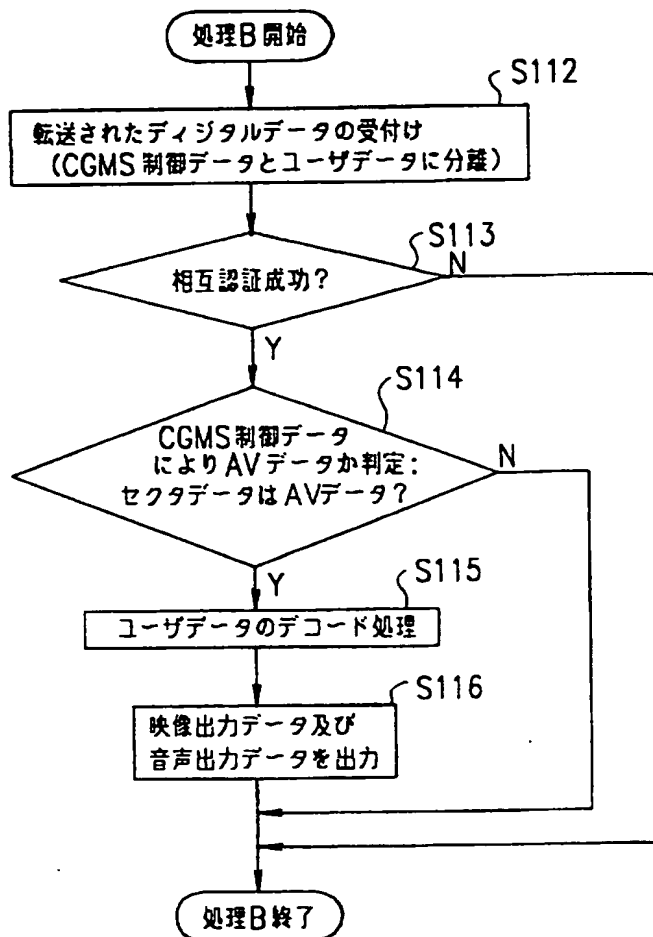 処理B開始
S112
転送されたディジタルデータの受付け
(CGMS制御データとユーザデータに分離)
S113
相互認証成功?
N
Y
S114
CGMS制御データ
によりAVデータか判定:
セクタデータはAVデータ?
N
Y
S115
ユーザデータのデコード処理
S116
映像出力データ及び
音声出力データを出力
処理B終了